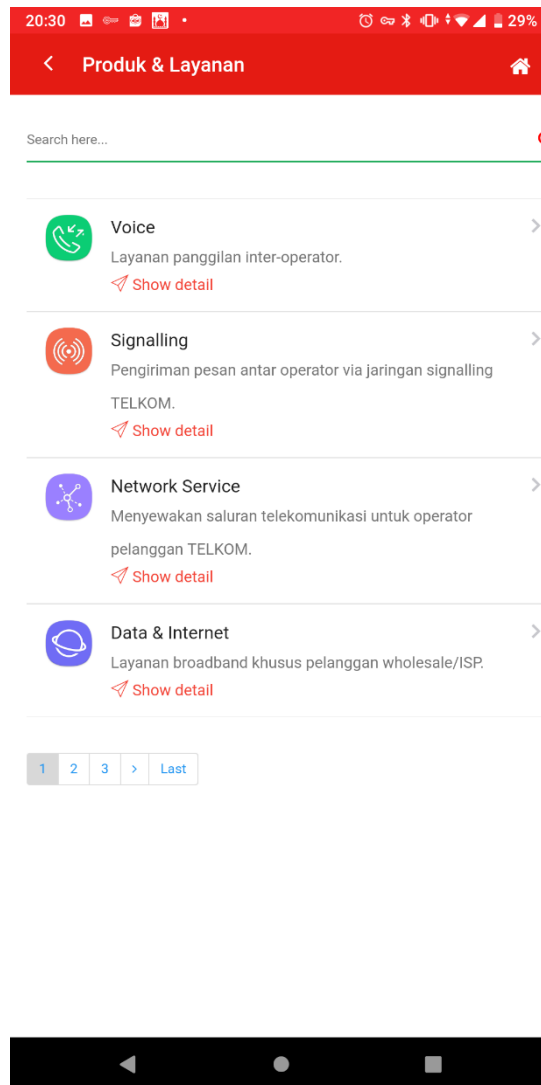 20:30
29%
Produk & Layanan
Search here...
Voice
Layanan panggilan inter-operator.
Show detail
Signalling
Pengiriman pesan antar operator via jaringan signalling
TELKOM.
Show detail
Network Service
Menyewakan saluran telekomunikasi untuk operator
pelanggan TELKOM.
Show detail
Data & Internet
Layanan broadband khusus pelanggan wholesale/ISP.
Show detail
1 2 3 > Last